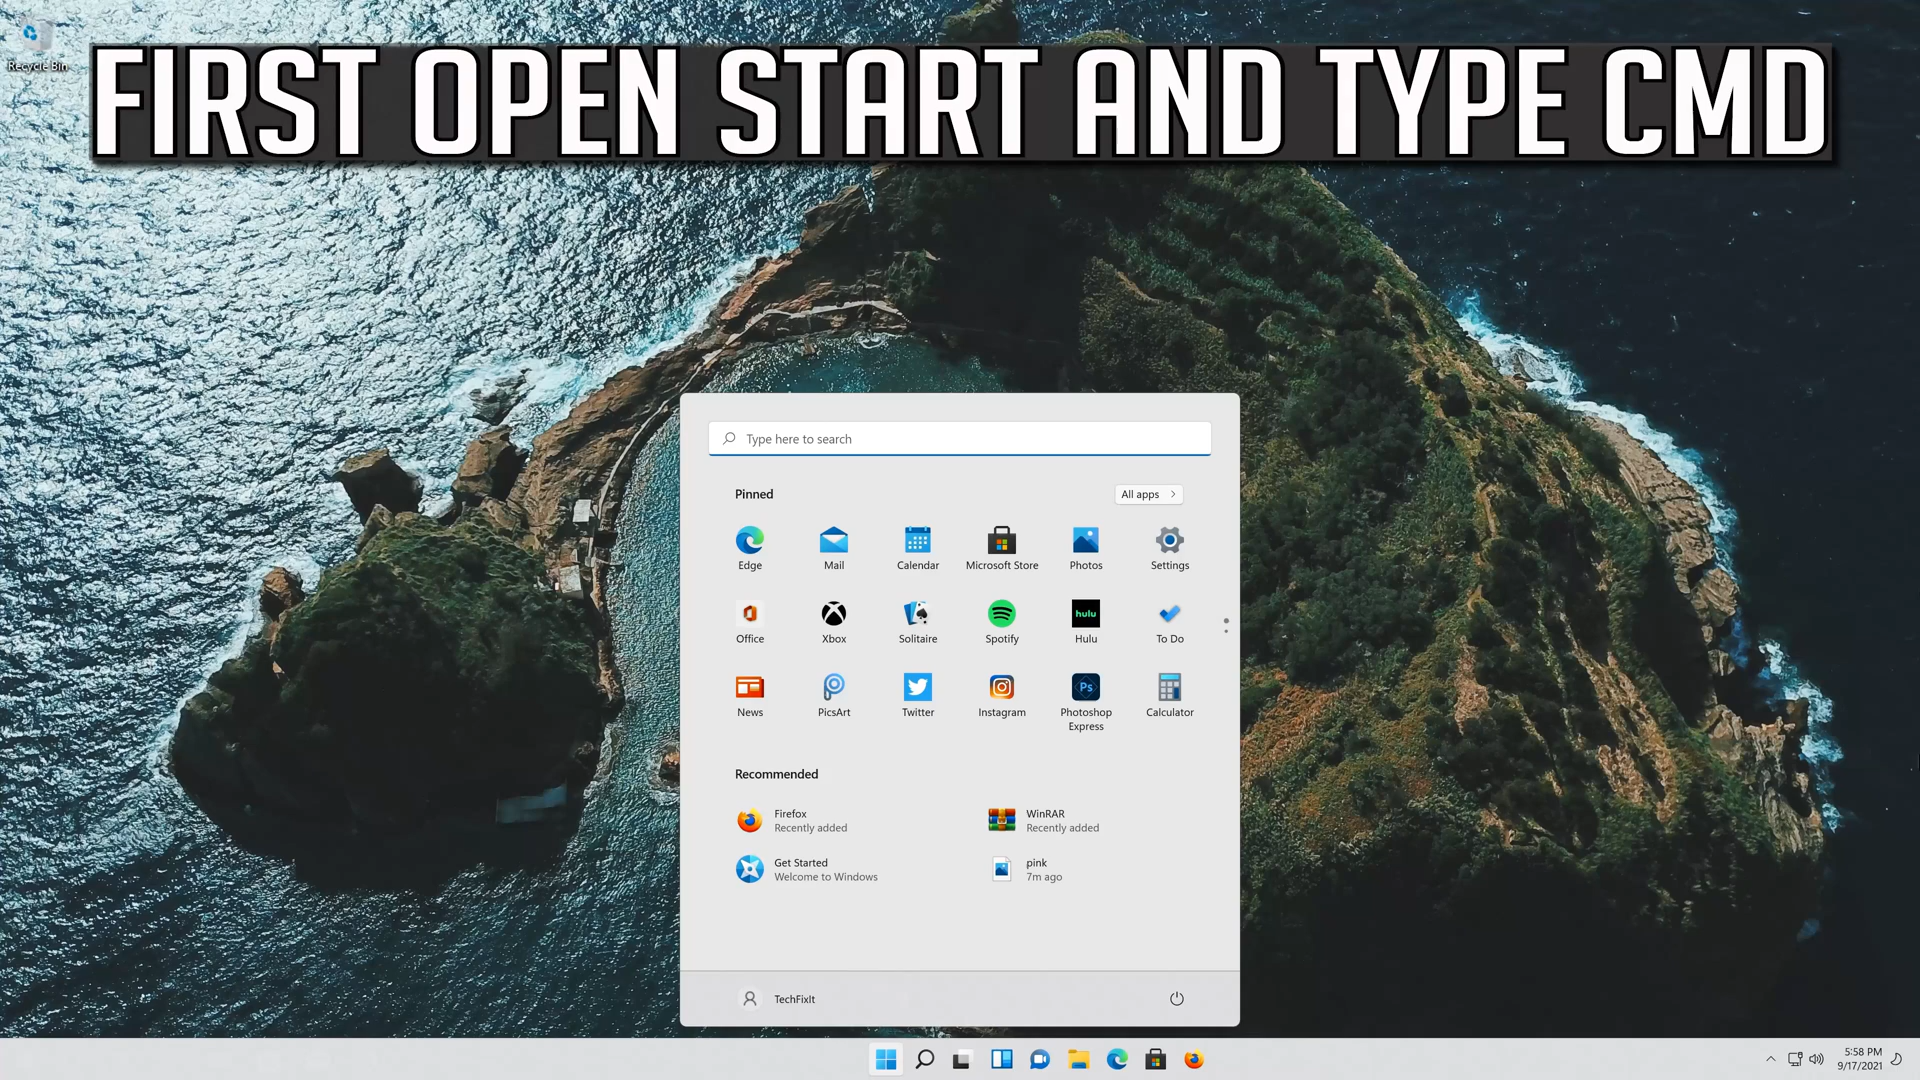 Recycle Bin
FIRST OPEN START AND TYPE CMD
Type here to search
Pinned
All apps
Edge
Mail
Calendar
Microsoft Store
Photos
Settings
Office
Xbox
Solitaire
Spotify
hulu
Hulu
To Do
News
PicsArt
Twitter
Instagram
Ps
Photoshop
Express
Calculator
Recommended
Firefox
Recently added
WinRAR
Recently added
Get Started
Welcome to Windows
pink
7m ago
TechFixIt
5:58 PM
9/17/2021